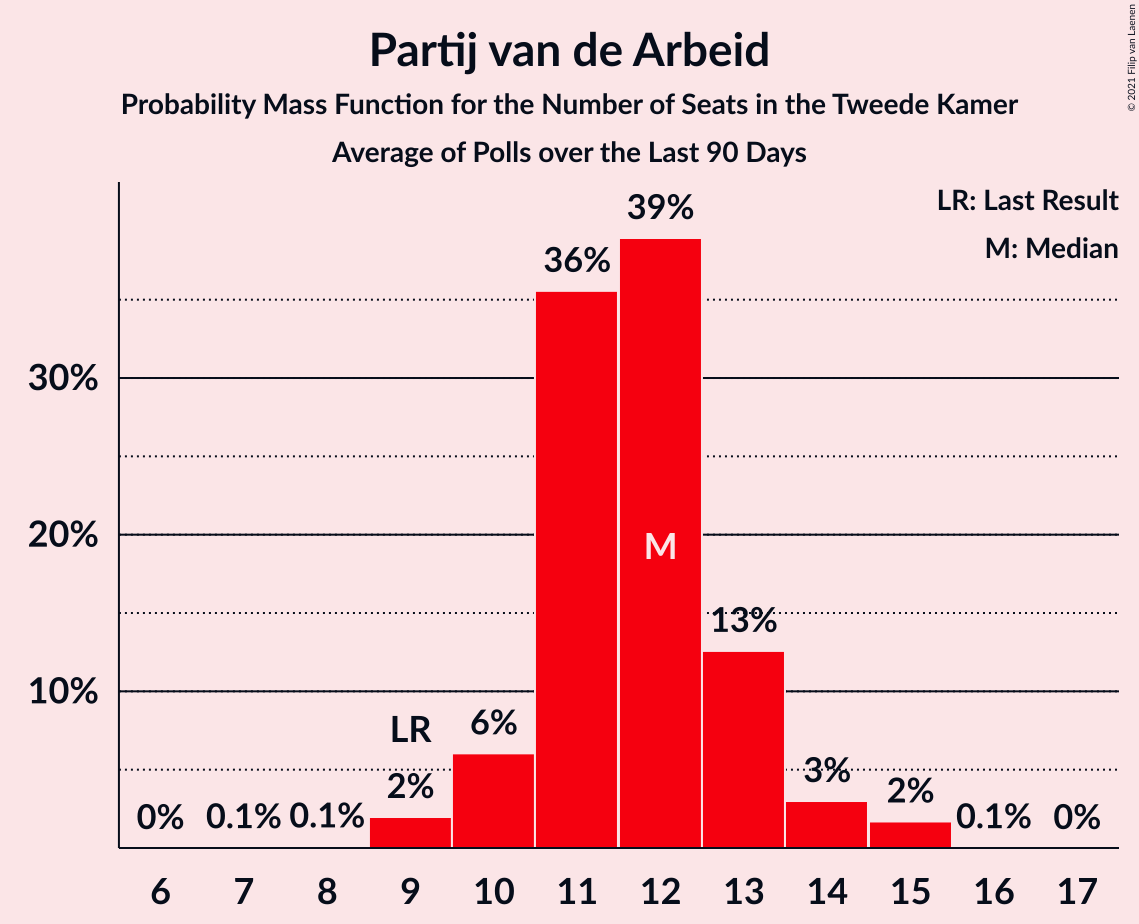 Partij van de Arbeid
Probability Mass Function for the Number of Seats in the Tweede Kamer
Average of Polls over the Last 90 Days
© 2021 Filip van Laenen
LR: Last Result
M: Median
39%
36%
30%
20%
M
13%
10%
LR
6%
3%
2%
2%
0%
0.1%
0.1%
0.1%
0%
6 7 8 9 10 11 12 13 14 15 16 17